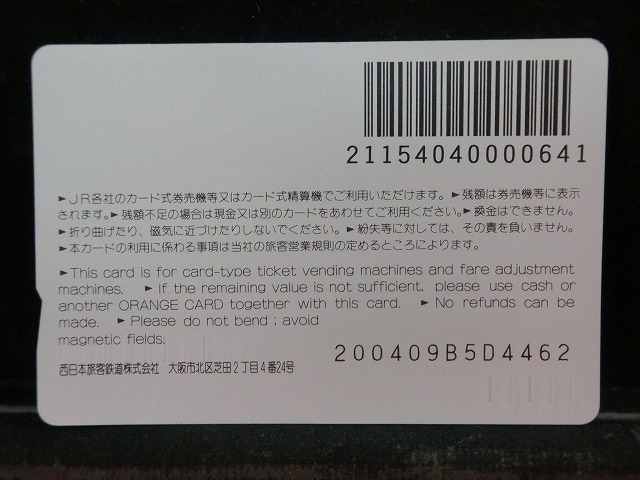 21154040000641
►JR各社のカード式券売機等又はカード式精算機でご利用いただけます。►残額は券売機等に表示
されます。►残額不足の場合は現金又は別のカードをあわせてご利用ください。►換金はできません。
►折り曲げたり、磁気に近づけたりしないでください。►紛失等に対しては、その責を負いません。
►本カードの利用に係わる事項は当社の旅客営業規則の定めるところによります。
►This card is for card-type ticket vending machines and fare adjustment
machines. ►If the remaining value is not sufficient, please use cash or
another ORANGE CARD together with this card. ►No refunds can be
made. ►Please do not bend ; avoid
magnetic fields.
200409B5D4462
西日本旅客鉄道株式会社 大阪市北区芝田2丁目4番24号